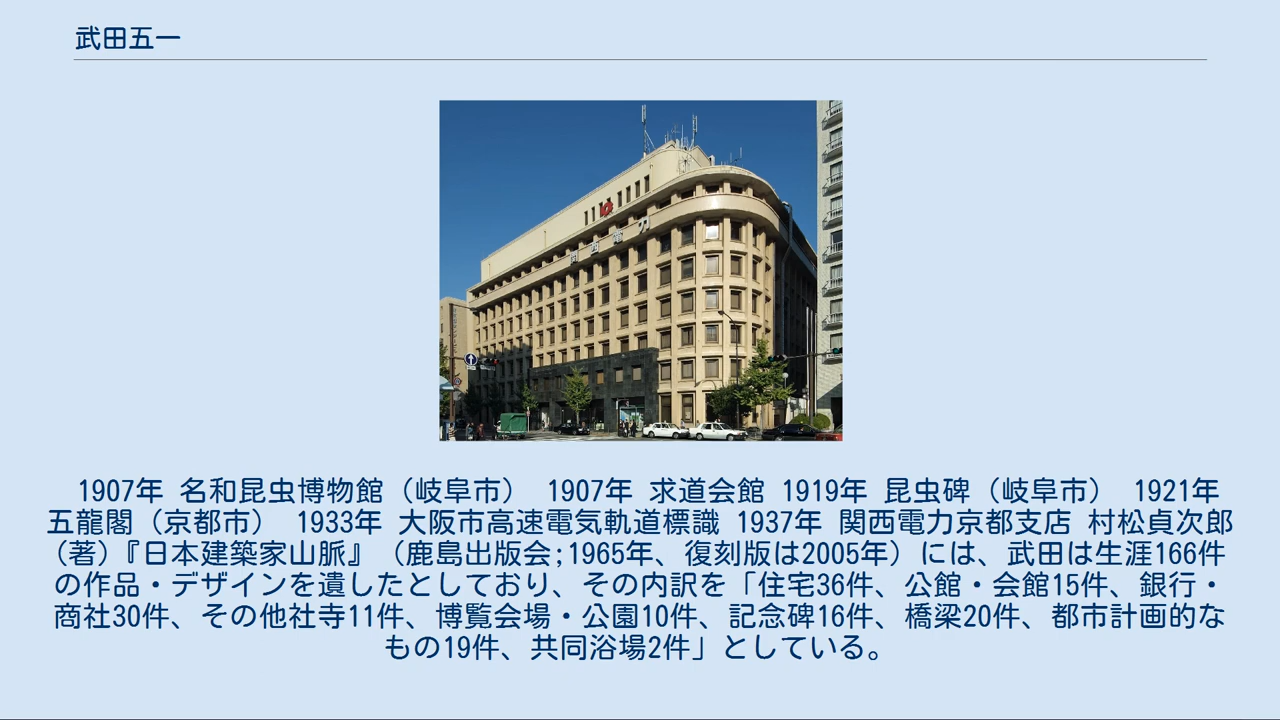 武田五一
関西電力
1907年 名和昆虫博物館（岐阜市） 1907年 求道会館 1919年 昆虫碑（岐阜市） 1921年
五龍閣（京都市） 1933年 大阪市高速電気軌道標識 1937年 関西電力京都支店 村松貞次郎
（著）『日本建築家山脈』（鹿島出版会;1965年、復刻版は2005年）には、武田は生涯166件
の作品・デザインを遺したとしており、その内訳を「住宅36件、公館・会館15件、銀行・
商社30件、その他社寺11件、博覧会場・公園10件、記念碑16件、橋梁20件、都市計画的な
もの19件、共同浴場2件」としている。